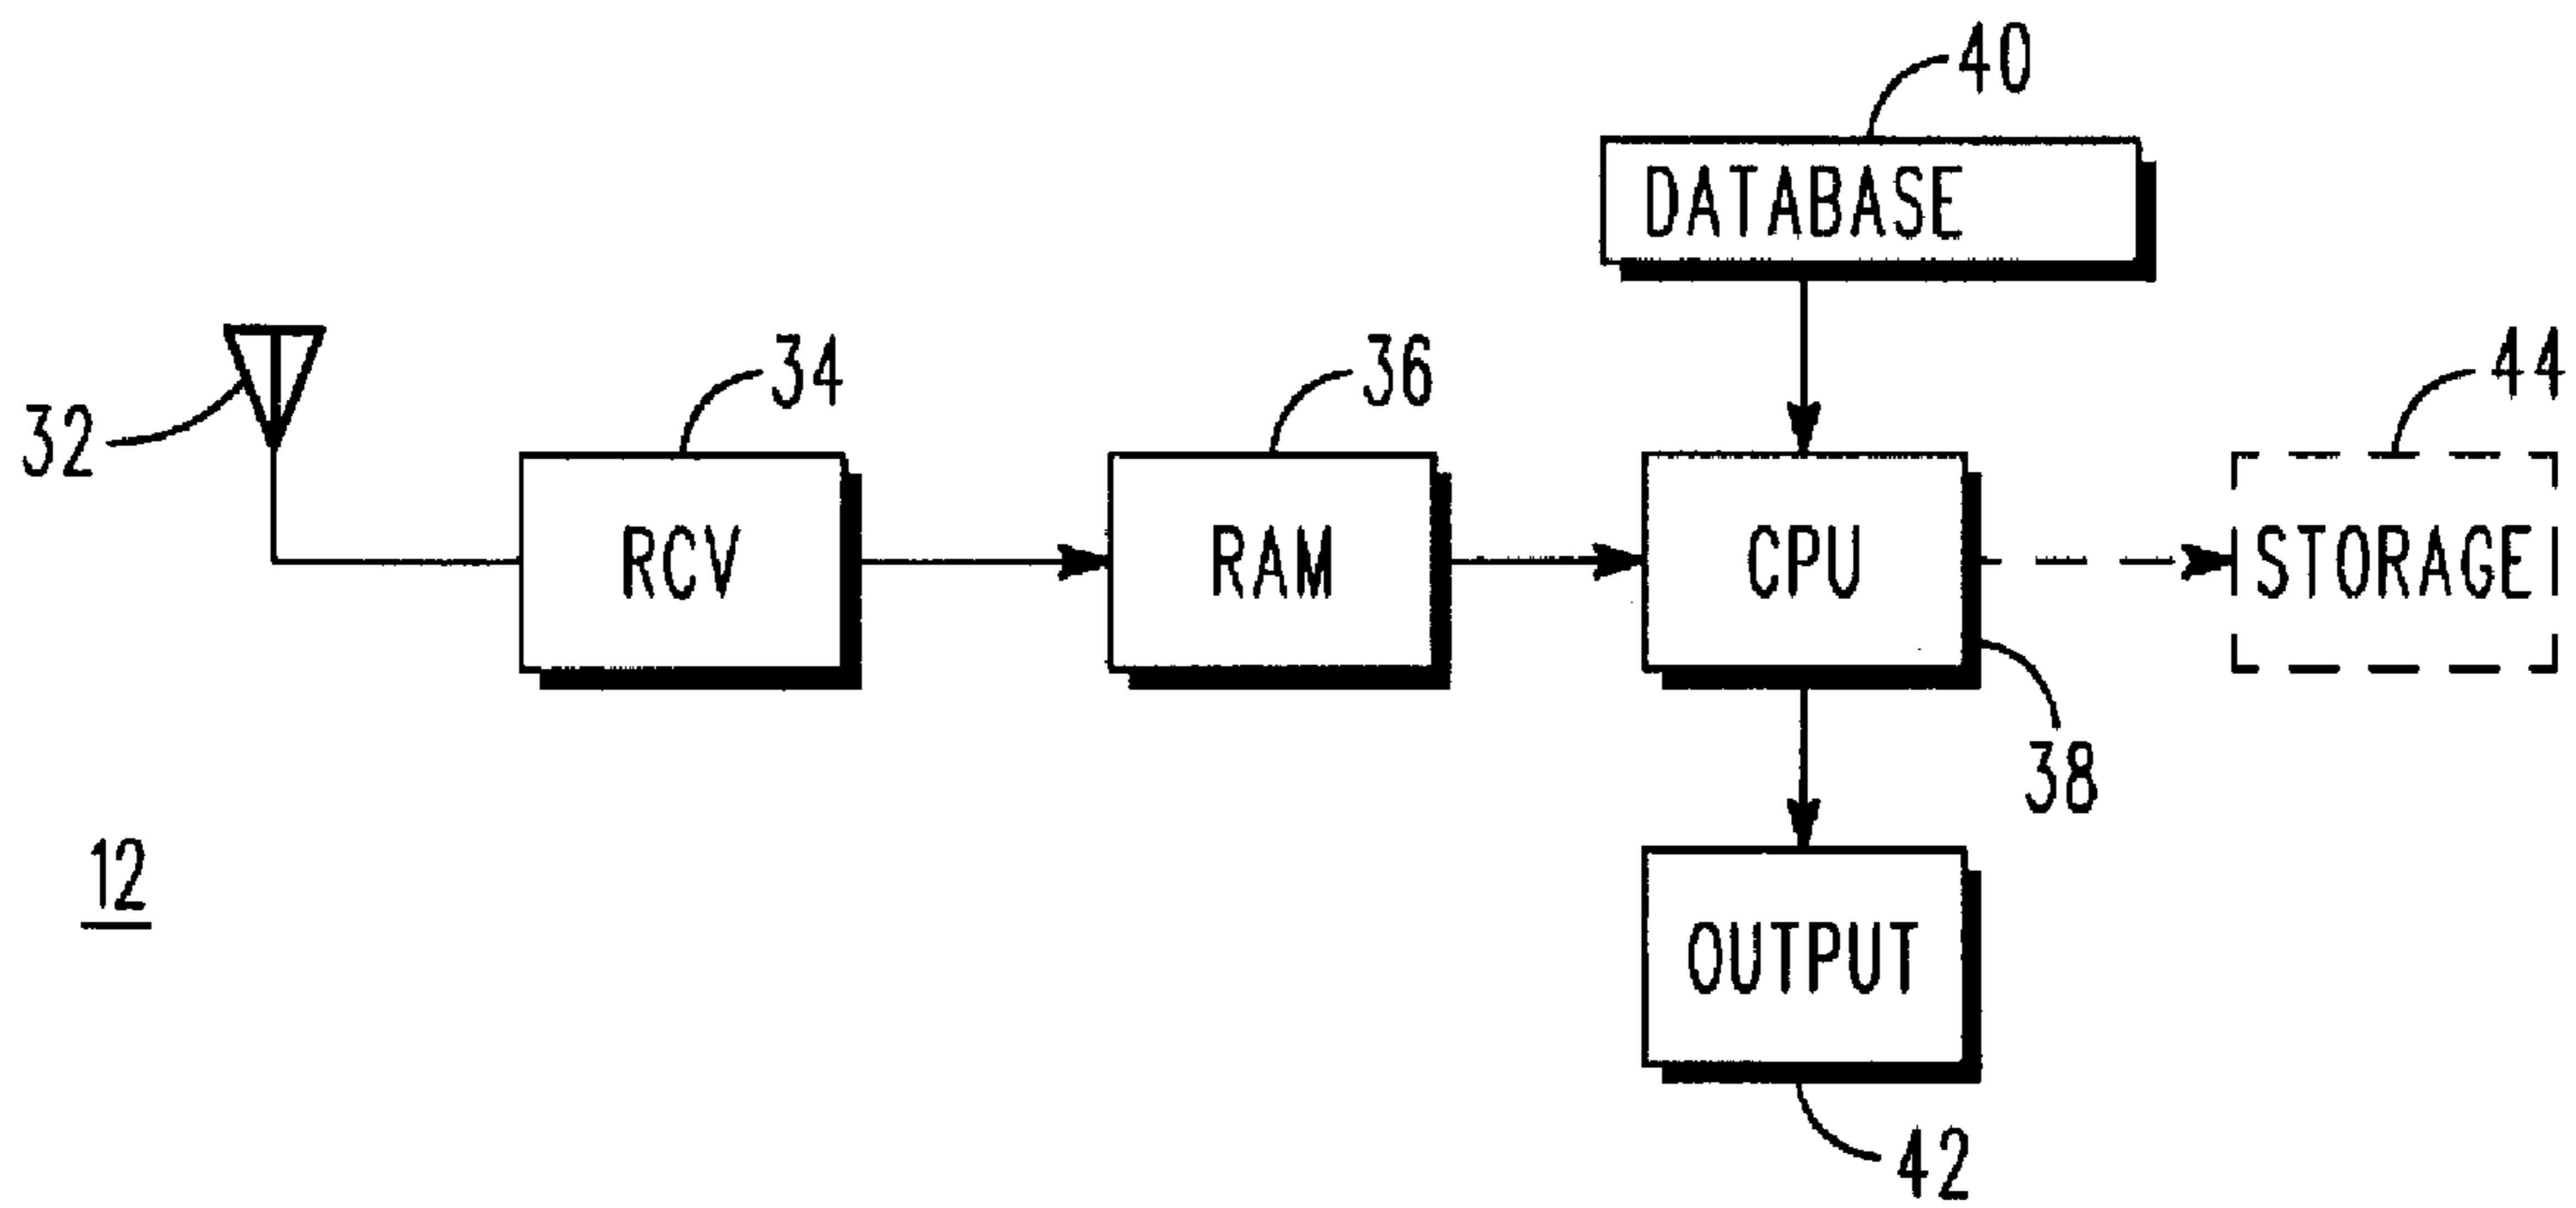 40
DATABASE
34
36
44
32
RCV
RAM
CPU
STORAGE
38
12
OUTPUT
42